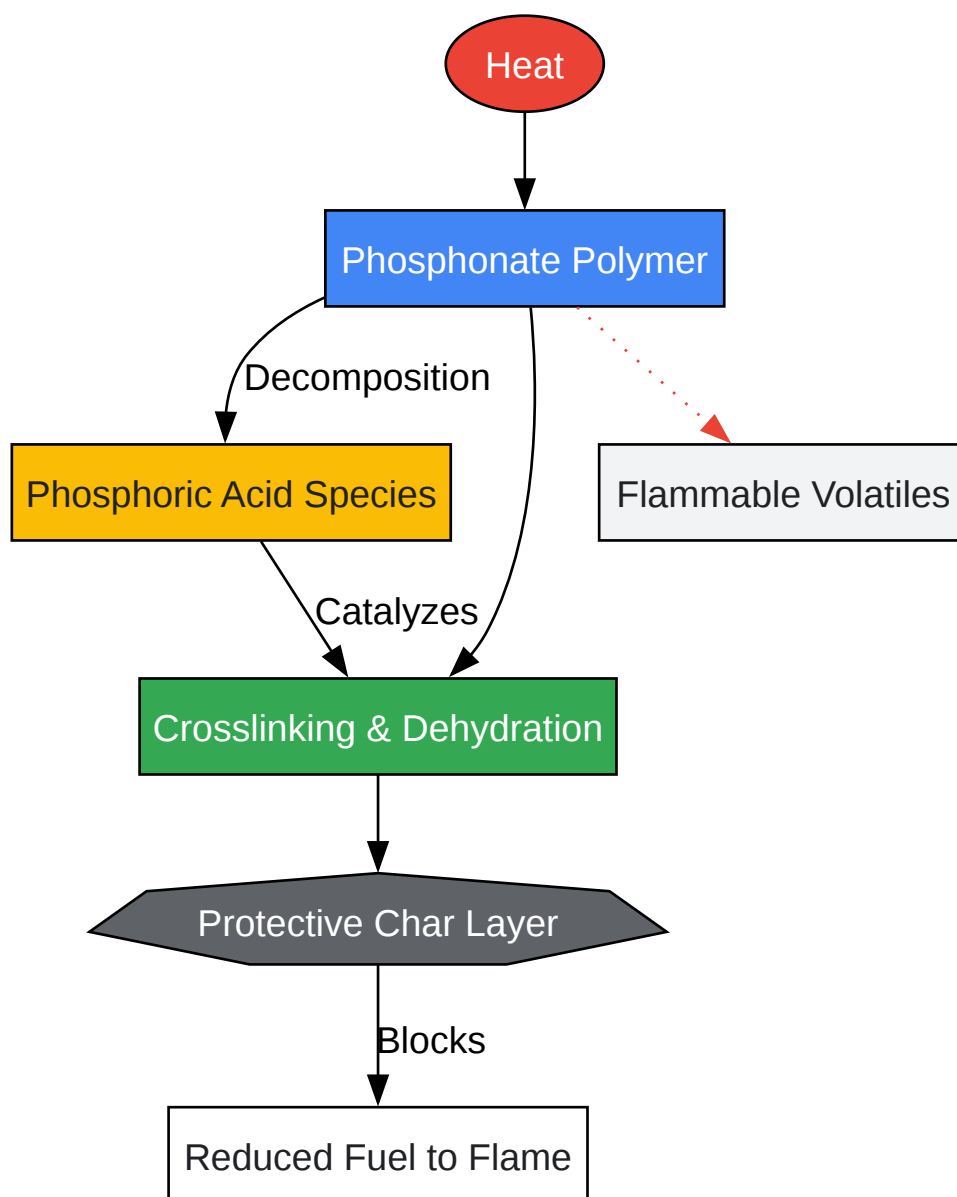 Heat
Phosphonate Polymer
Decomposition
Phosphoric Acid Species
Flammable Volatiles
Catalyzes
Crosslinking & Dehydration
Protective Char Layer
Blocks
Reduced Fuel to Flame